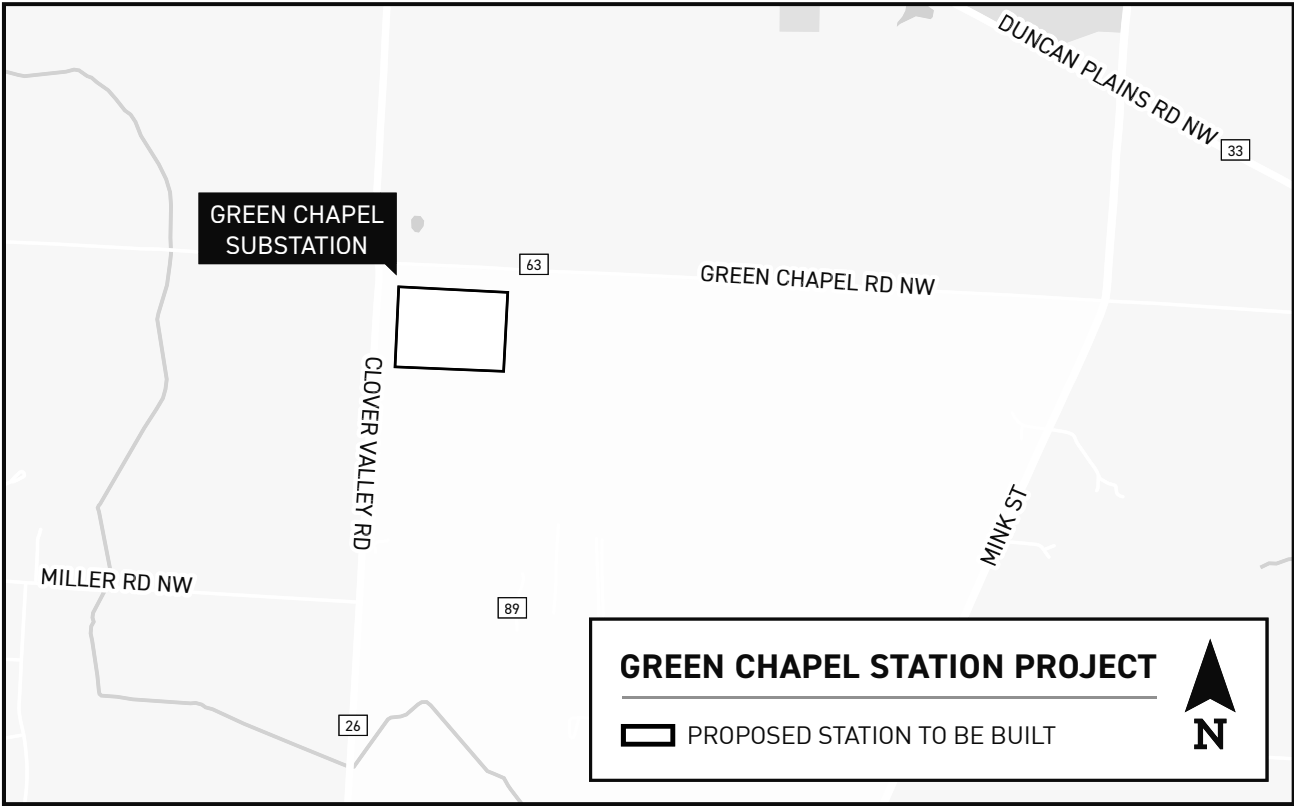 DUNCAN PLAINS RD NW
33
GREEN CHAPEL
SUBSTATION
63
GREEN CHAPEL RD NW
CLOVER VALLEY RD
MINK ST
MILLER RD NW
89
26
GREEN CHAPEL STATION PROJECT
PROPOSED STATION TO BE BUILT
N